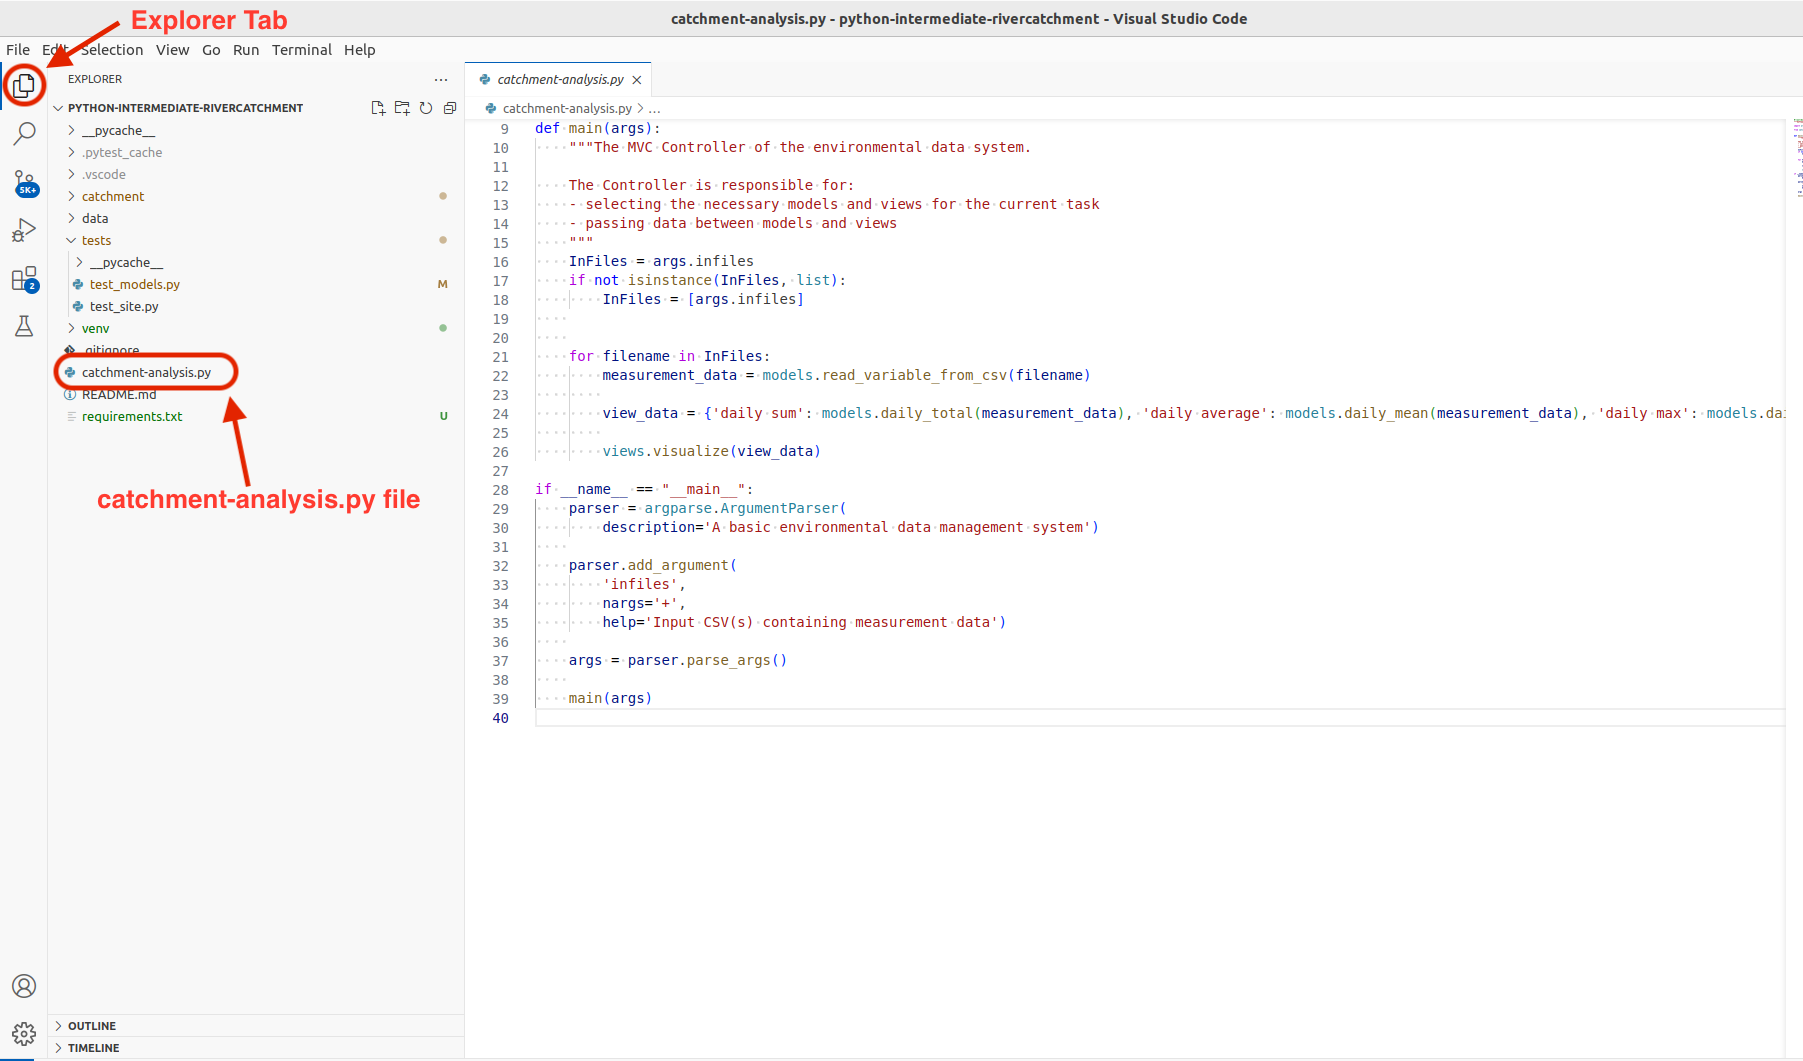 Explorer Tab
catchment-analysis.py - python-intermediate-rivercatchment - Visual Studio Code
File Edit Selection View Go Run Terminal Help
EXPLORER
PYTHON-INTERMEDIATE-RIVERCATCHMENT
__pycache__
.pytest_cache
.vscode
catchment
data
tests
__pycache__
test_models.py M
test_site.py
venv
.gitignore
catchment-analysis.py
README.md
requirements.txt U
5K+
2
catchment-analysis.py file
OUTLINE
TIMELINE
catchment-analysis.py
catchment-analysis.py > ...
9 def main(args):
10 """The MVC Controller of the environmental data system.
11
12 The Controller is responsible for:
13 - selecting the necessary models and views for the current task
14 - passing data between models and views
15 """
16 InFiles = args.infiles
17 if not isinstance(InFiles, list):
18 InFiles = [args.infiles]
19
20
21 for filename in InFiles:
22 measurement_data = models.read_variable_from_csv(filename)
23
24 view_data = {'daily sum': models.daily_total(measurement_data), 'daily average': models.daily_mean(measurement_data), 'daily max': models.dai
25
26 views.visualize(view_data)
27
28 if __name__ == "__main__":
29 parser = argparse.ArgumentParser(
30 description='A basic environmental data management system')
31
32 parser.add_argument(
33 'infiles',
34 nargs='+',
35 help='Input CSV(s) containing measurement data')
36
37 args = parser.parse_args()
38
39 main(args)
40